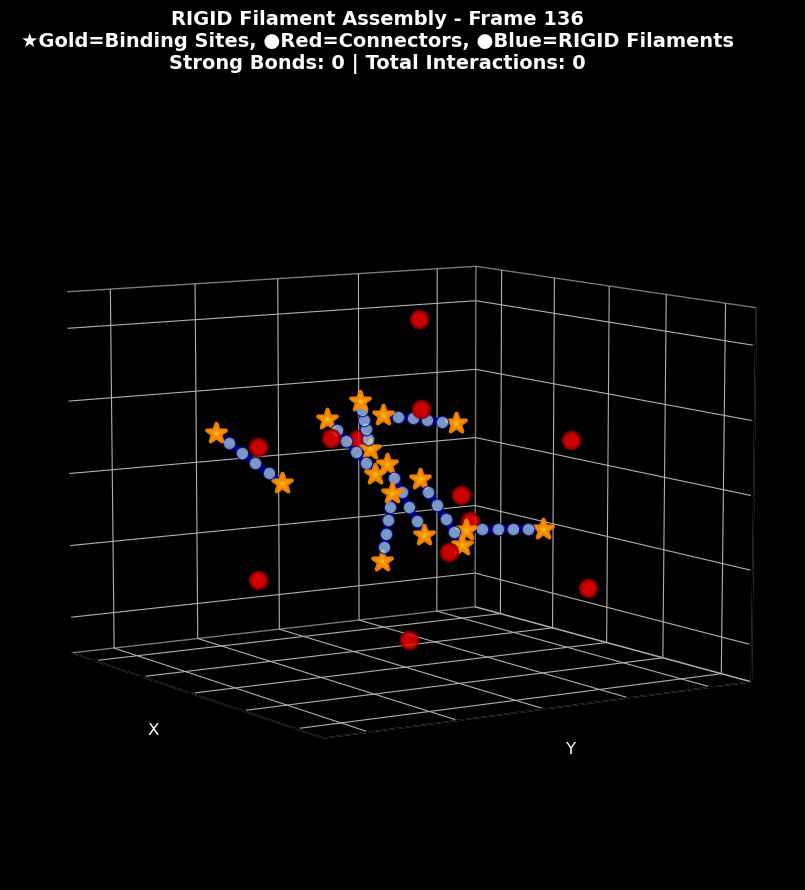 RIGID Filament Assembly - Frame 136
★Gold=Binding Sites, ●Red=Connectors, ●Blue=RIGID Filaments
Strong Bonds: 0 | Total Interactions: 0
X
Y